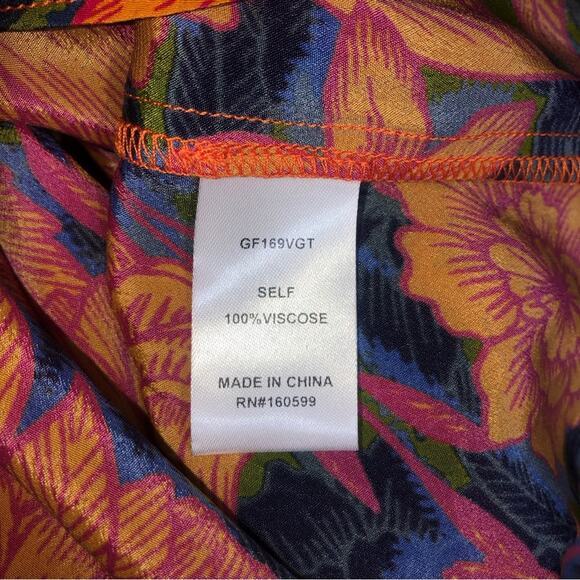 GF169VGT
SELF
100%VISCOSE
MADE IN CHINA
RN#160599